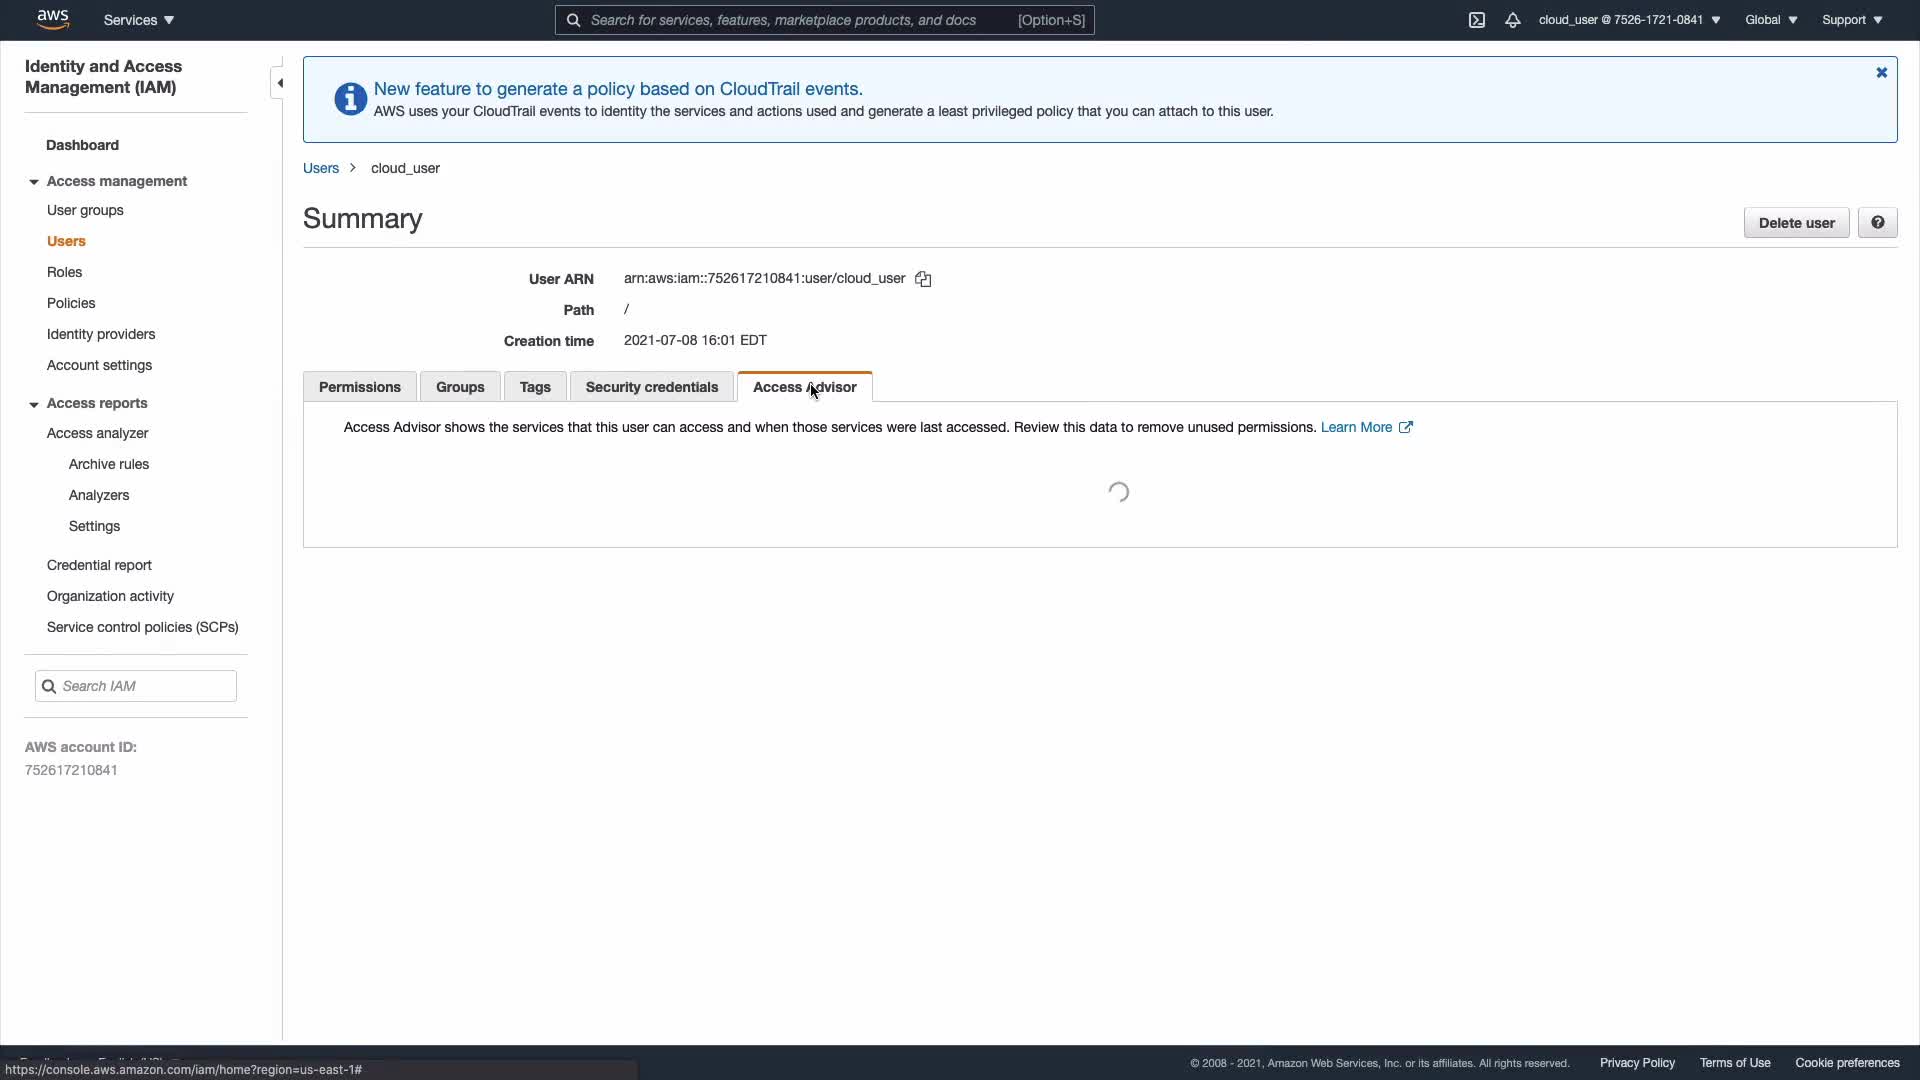 aws
Services
Search for services, features, marketplace products, and docs
[Option+S]
cloud_user @ 7526-1721-0841
Global
Support
Identity and Access
Management (IAM)
Dashboard
Access management
User groups
Users
Roles
Policies
Identity providers
Account settings
Access reports
Access analyzer
Archive rules
Analyzers
Settings
Credential report
Organization activity
Service control policies (SCPs)
Search IAM
AWS account ID:
752617210841
New feature to generate a policy based on CloudTrail events.
AWS uses your CloudTrail events to identify the services and actions used and generate a least privileged policy that you can attach to this user.
Users > cloud_user
Summary
Delete user
User ARN arn:aws:iam::752617210841:user/cloud_user
Path /
Creation time 2021-07-08 16:01 EDT
Permissions
Groups
Tags
Security credentials
Access Advisor
Access Advisor shows the services that this user can access and when those services were last accessed. Review this data to remove unused permissions. Learn More
https://console.aws.amazon.com/iam/home?region=us-east-1#
© 2008 - 2021, Amazon Web Services, Inc. or its affiliates. All rights reserved.
Privacy Policy
Terms of Use
Cookie preferences